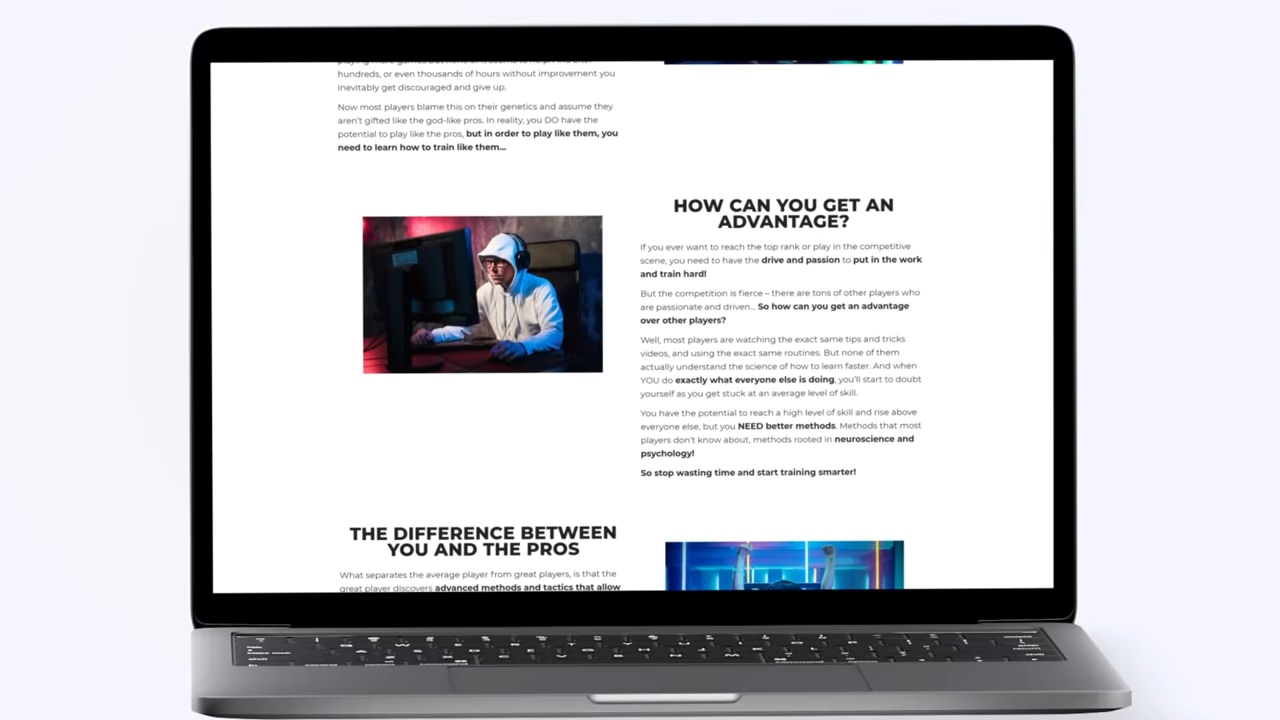 hundreds, or even thousands of hours without improvement you
inevitably get discouraged and give up.
Now most players blame this on their genetics and assume they
aren't gifted like the god-like pros. In reality, you DO have the
potential to play like the pros, but in order to play like them, you
need to learn how to train like them...
HOW CAN YOU GET AN
ADVANTAGE?
If you ever want to reach the top rank or play in the competitive
scene, you need to have the drive and passion to put in the work
and train hard!
But the competition is fierce – there are tons of other players who
are passionate and driven... So how can you get an advantage
over other players?
Well, most players are watching the exact same tips and tricks
videos, and using the exact same routines. But none of them
actually understand the science of how to learn faster. And when
YOU do exactly what everyone else is doing, you'll start to doubt
yourself as you get stuck at an average level of skill.
You have the potential to reach a high level of skill and rise above
everyone else, but you NEED better methods. Methods that most
players don't know about, methods rooted in neuroscience and
psychology!
So stop wasting time and start training smarter!
THE DIFFERENCE BETWEEN
YOU AND THE PROS
What separates the average player from great players, is that the
great player discovers advanced methods and tactics that allow